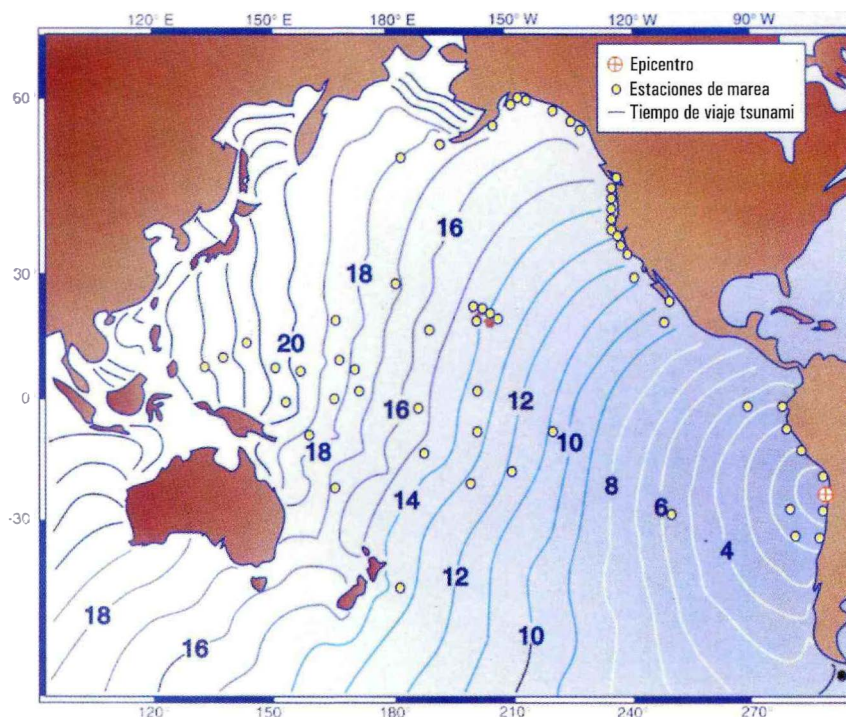 120 ° E
150 ° E
180 ° E
150° W
120 ° W
90 ° W
Epicentro
Estaciones de marea
Tiempo de viaje tsunami
60
16
18
30
20
0
16
12
18
10
14
8
6
-30
4
12
18
16
10
120
150
180
210
240
270